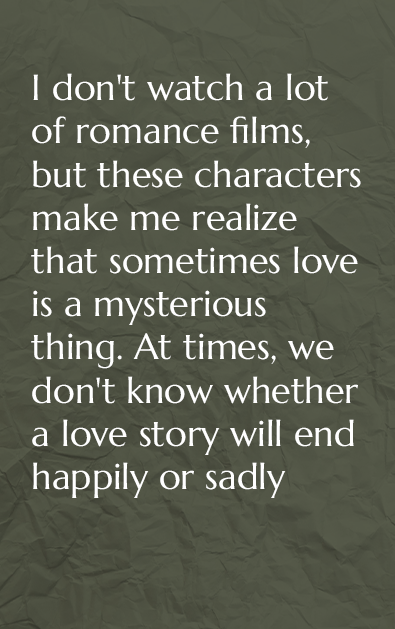 I don't watch a lot
of romance films,
but these characters
make me realize
that sometimes love
is a mysterious
thing. At times, we
don't know whether
a love story will end
happily or sadly